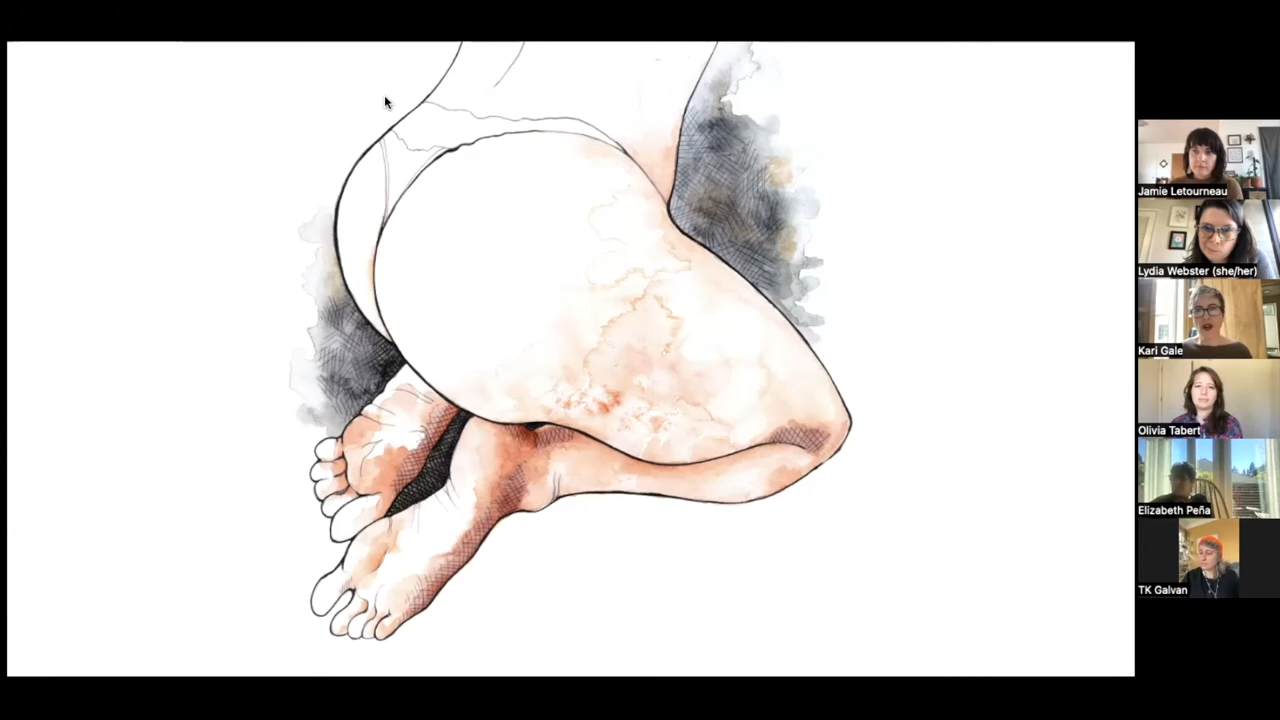 Jamie Letourneau
Lydia Webster (she/her)
Kari Gale
Olivia Tabert
Elizabeth Peña
TK Galvan